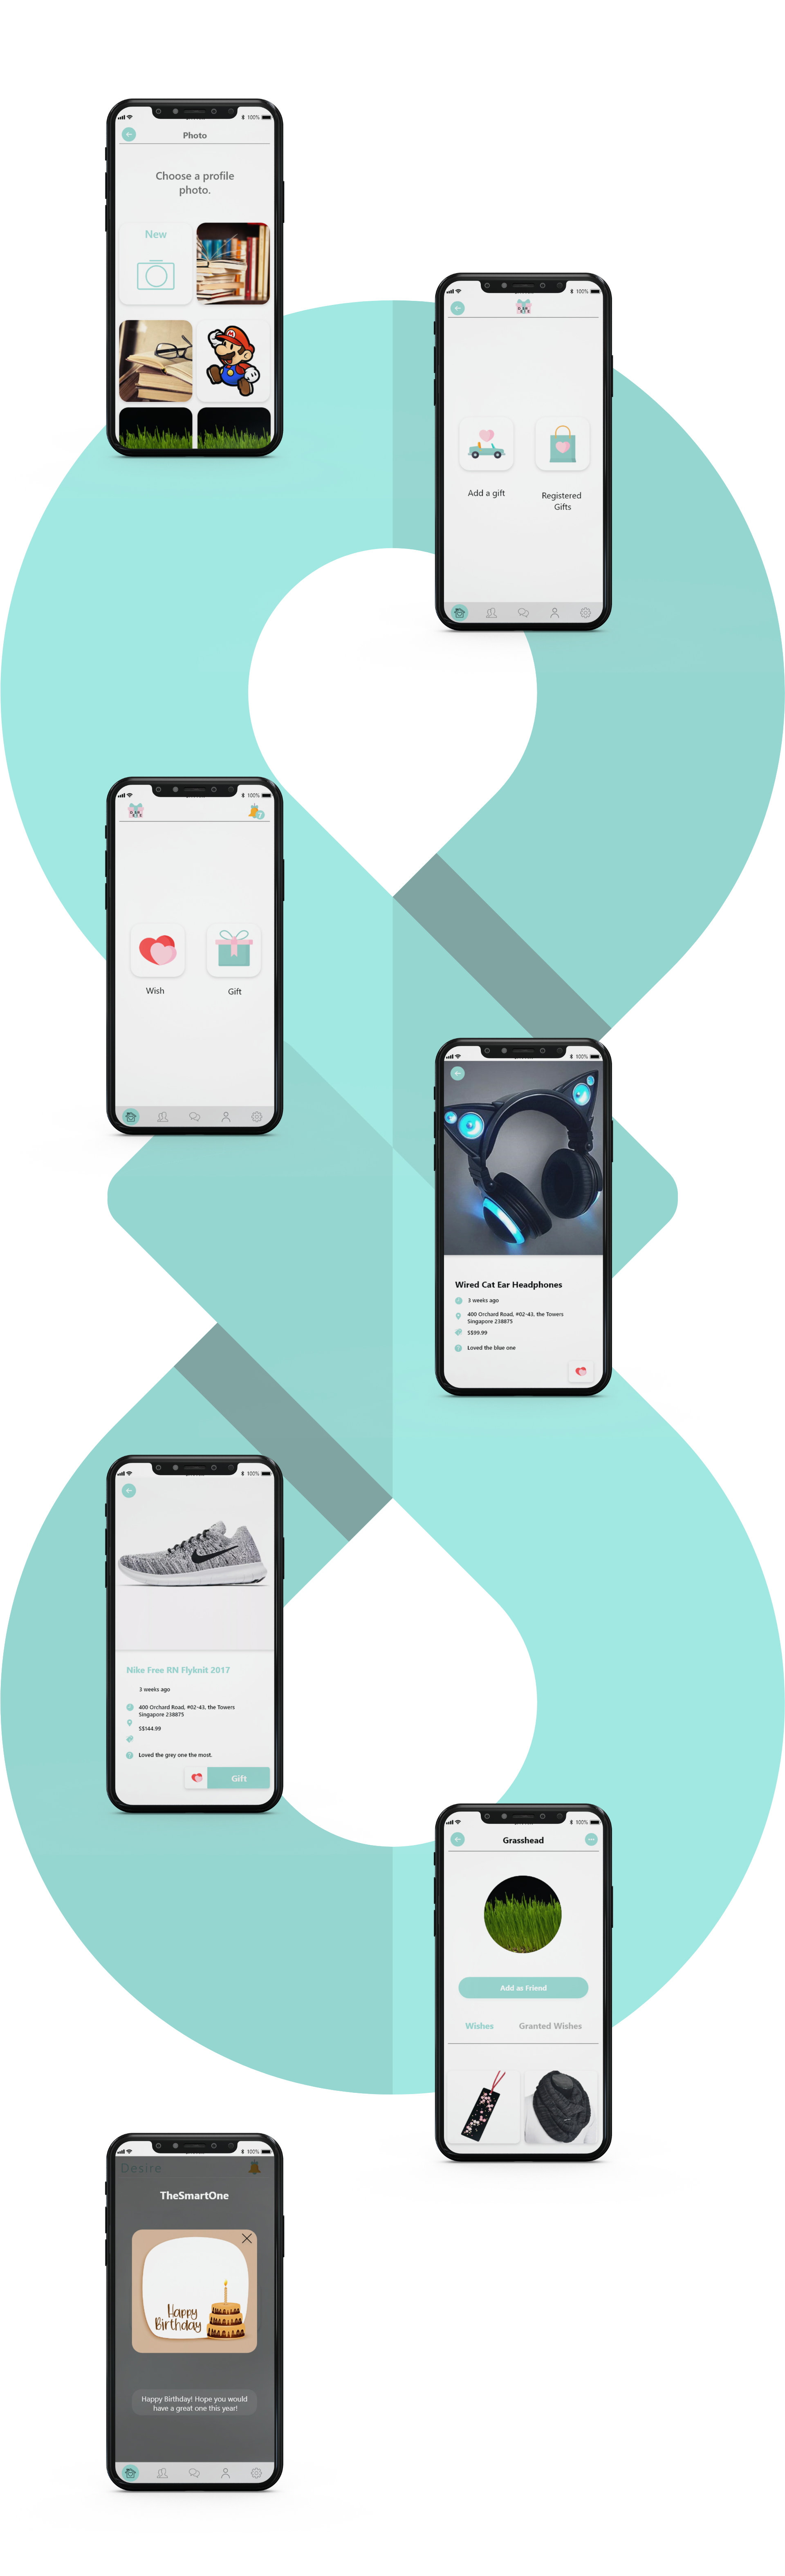 100%
Photo
Choose a profile
photo.
New
100%
Add a gift
Registered
Gifts
100%
Wish
Gift
100%
Wired Cat Ear Headphones
3 weeks ago
400 Orchard Road, #02-43, the Towers
Singapore 238875
S$99.99
Loved the blue one
100%
Nike Free RN Flyknit 2017
3 weeks ago
400 Orchard Road, #02-43, the Towers
Singapore 238875
S$144.99
Loved the grey one the most.
Gift
100%
Grasshead
Add as Friend
Wishes
Granted Wishes
100%
Desire
TheSmartOne
Happy
Birthday
Happy Birthday! Hope you would
have a great one this year!